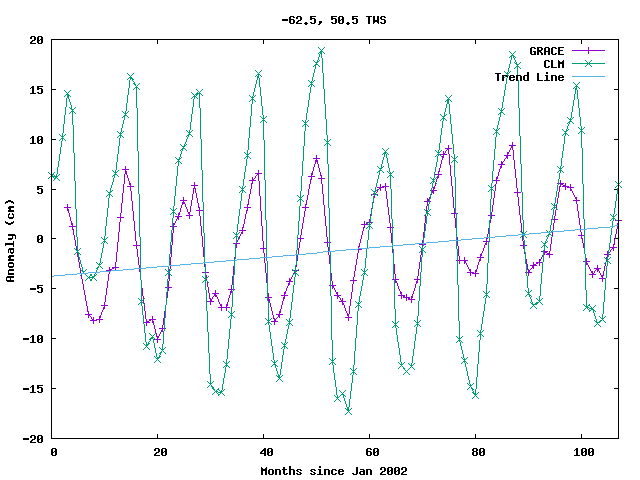 -62.5, 50.5 TWS
GRACE
CLM
Trend Line
20
15
10
5
0
-5
-10
-15
-20
Anomaly (cm)
0 20 40 60 80 100
Months since Jan 2002